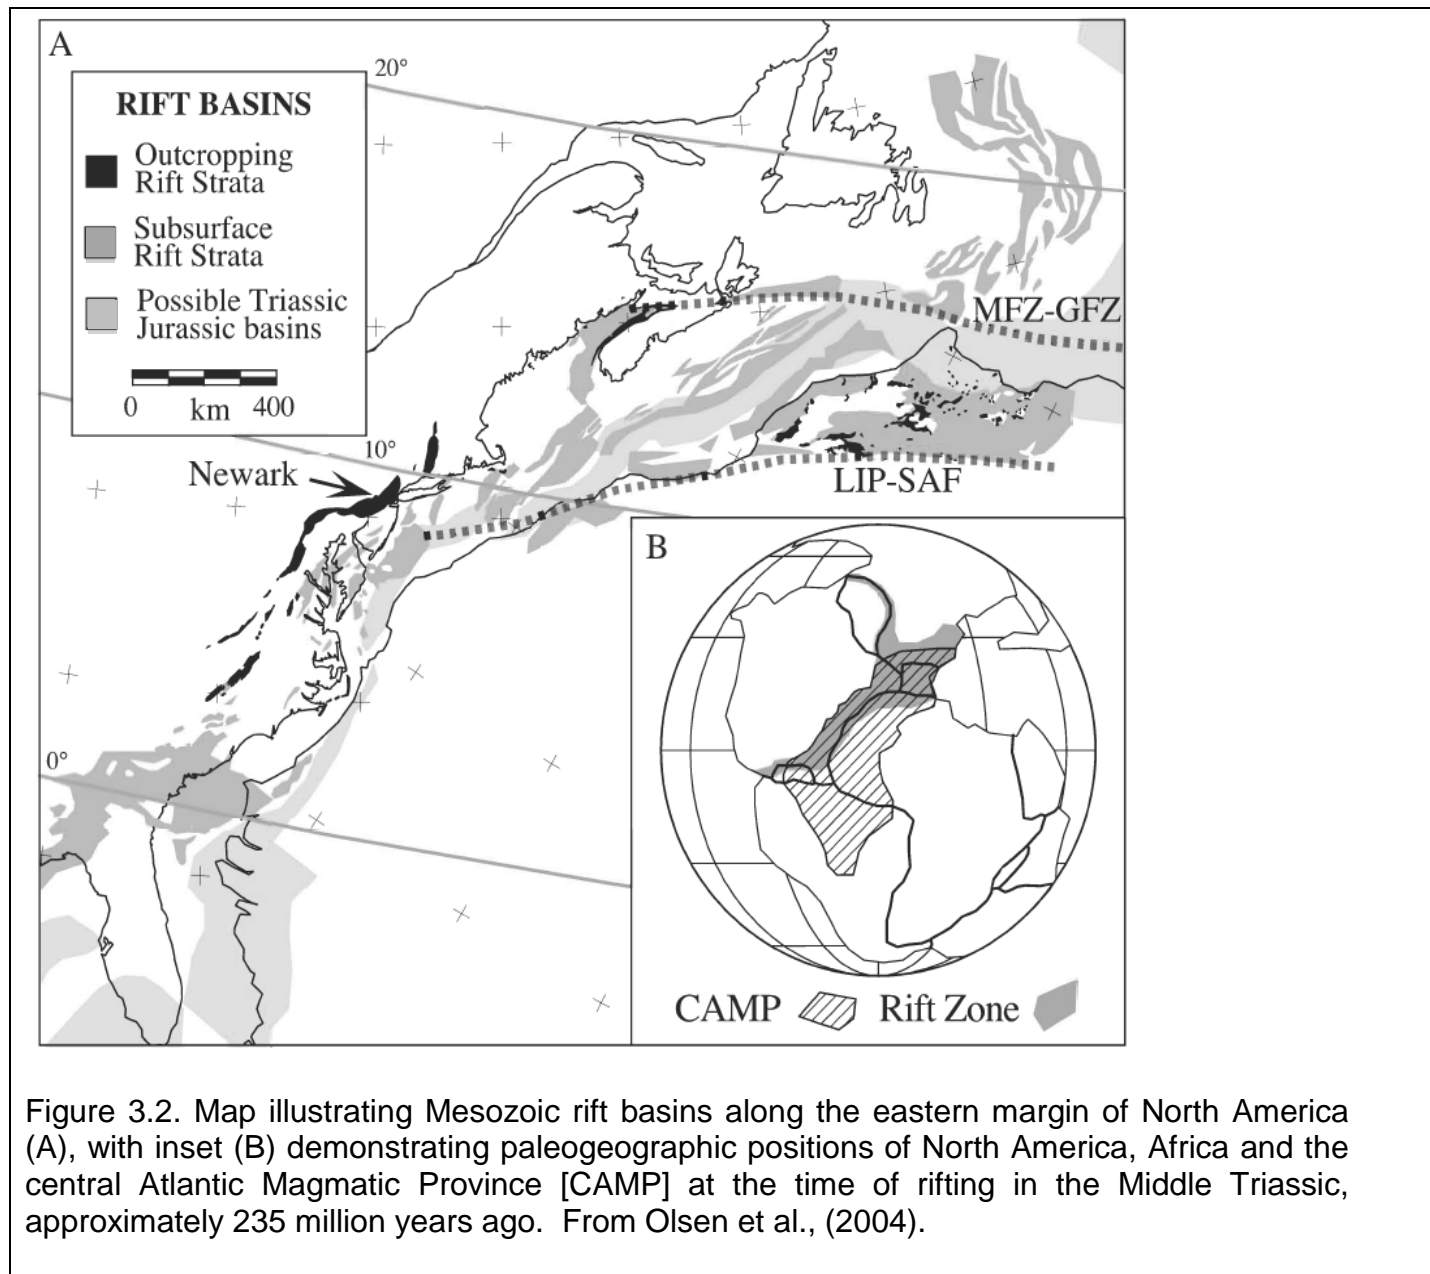 A
20°
RIFT BASINS
Outcropping
Rift Strata
Subsurface
Rift Strata
Possible Triassic
Jurassic basins
0 km 400
MFZ-GFZ
10°
Newark
LIP-SAF
B
0°
CAMP
Rift Zone
Figure 3.2. Map illustrating Mesozoic rift basins along the eastern margin of North America
(A), with inset (B) demonstrating paleogeographic positions of North America, Africa and the
central Atlantic Magmatic Province [CAMP] at the time of rifting in the Middle Triassic,
approximately 235 million years ago. From Olsen et al., (2004).